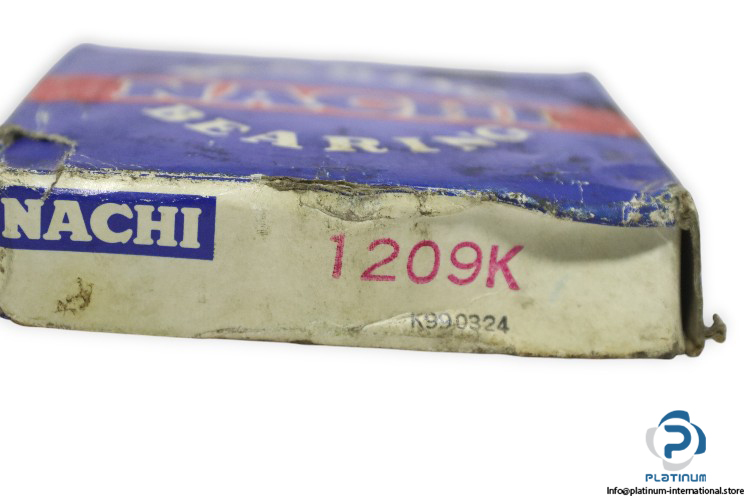 NACHI
BEARING
NACHI
1209K
K990324
P
PLATINUM
Info@platinum-international.store